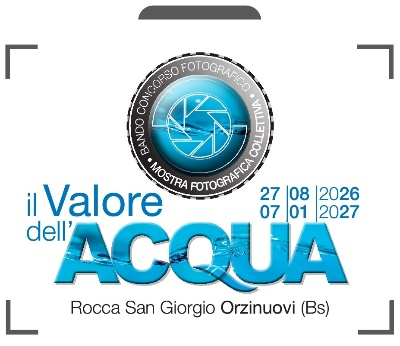 BANDO CONCORSO FOTOGRAFICO •
MOSTRA FOTOGRAFICA COLLETTIVA •
il Valore
dell'ACQUA
27|08|2026
07|01|2027
Rocca San Giorgio Orzinuovi (Bs)